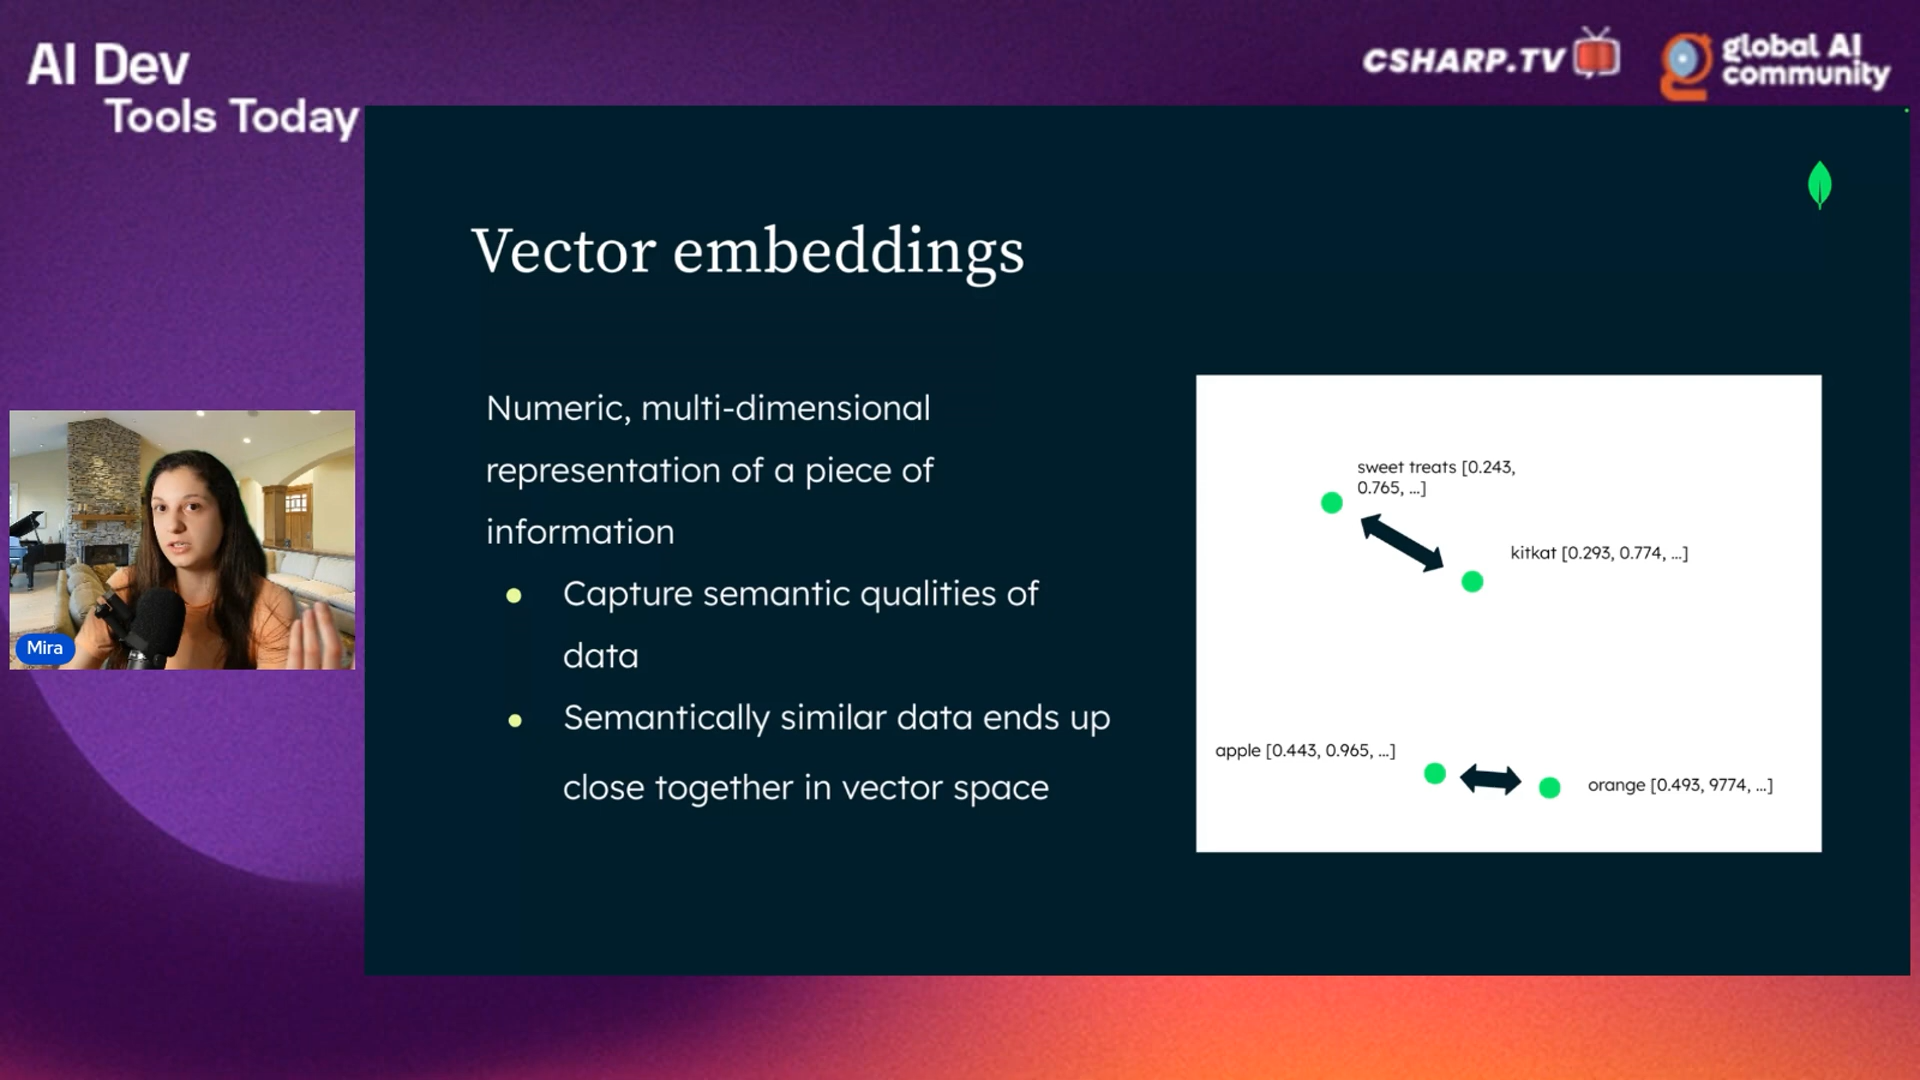 AI Dev
Tools Today
CSHARP.TV
global AI
community
Vector embeddings
Numeric, multi-dimensional
representation of a piece of
information
Capture semantic qualities of
data
Semantically similar data ends up
close together in vector space
sweet treats [0.243,
0.765, ...]
kitkat [0.293, 0.774, ...]
apple [0.443, 0.965, ...]
orange [0.493, 9774, ...]
Mira